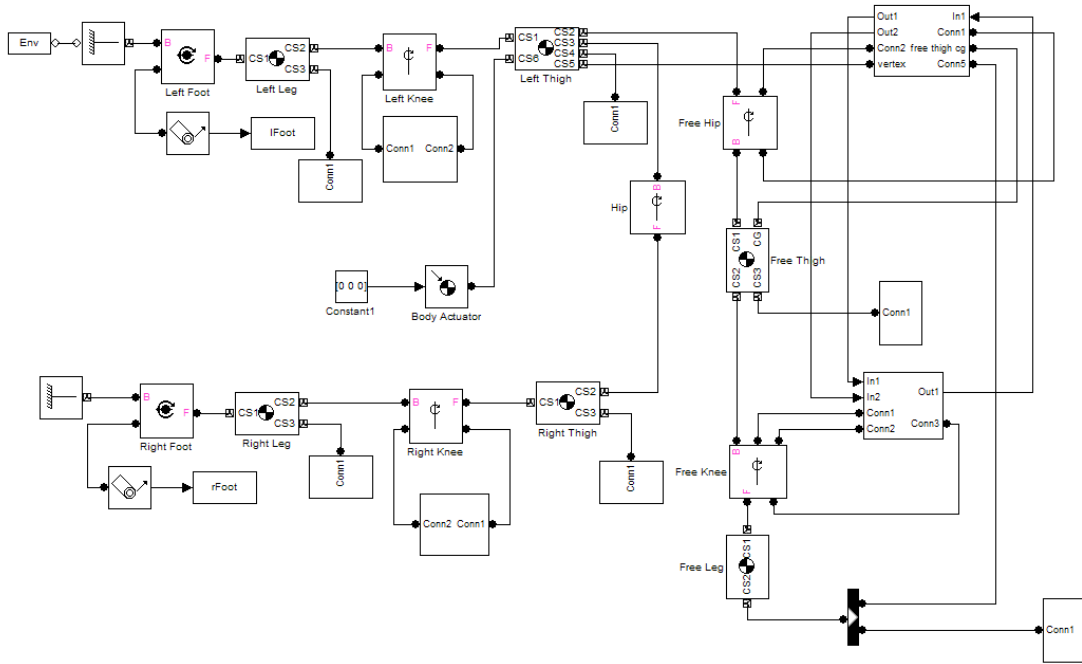 Env
B
F
Left Foot
CS1
CS2
CS3
Left Leg
B
F
Left Knee
CS1
CS6
CS2
CS3
CS4
CS5
Left Thigh
Out1
Out2
Conn2
vertex
In1
Conn1
free thigh cg
Conn5
lFoot
Conn1
Conn1
Conn2
Conn1
F
B
Free Hip
B
F
Hip
CS1
CG
CS2
CS3
Free Thigh
[0 0 0]
Constant1
Body Actuator
Conn1
B
F
Right Foot
CS1
CS2
CS3
Right Leg
B
F
Right Knee
CS1
CS2
CS3
Right Thigh
In1
In2
Conn1
Conn2
Out1
Conn3
rFoot
Conn1
Conn2
Conn1
Conn1
B
F
Free Knee
CS1
CS2
Free Leg
Conn1